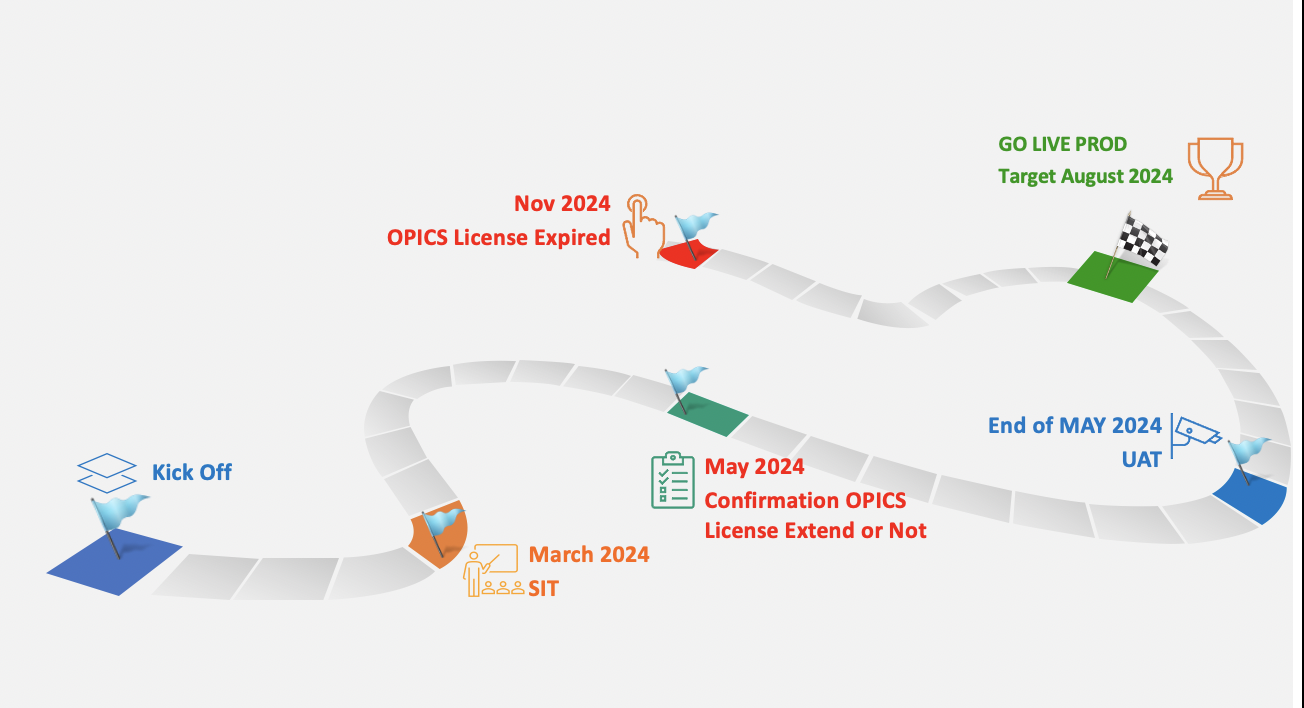 GO LIVE PROD
Target August 2024
Nov 2024
OPICS License Expired
End of MAY 2024
UAT
Kick Off
May 2024
Confirmation OPICS
License Extend or Not
March 2024
SIT